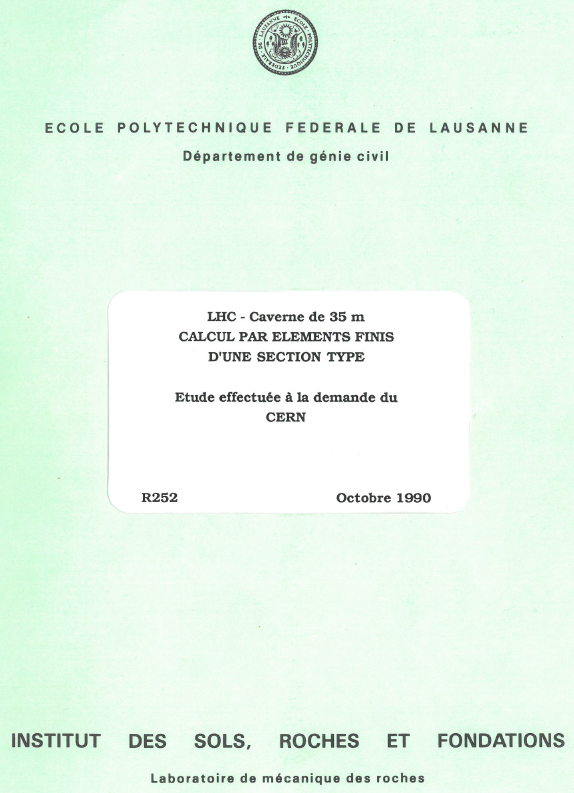 ECOLE POLYTECHNIQUE FEDERALE DE LAUSANNE
Département de génie civil
LHC - Caverne de 35 m
CALCUL PAR ELEMENTS FINIS
D'UNE SECTION TYPE
Etude effectuée à la demande du
CERN
R252 Octobre 1990
INSTITUT DES SOLS, ROCHES ET FONDATIONS
Laboratoire de mécanique des roches